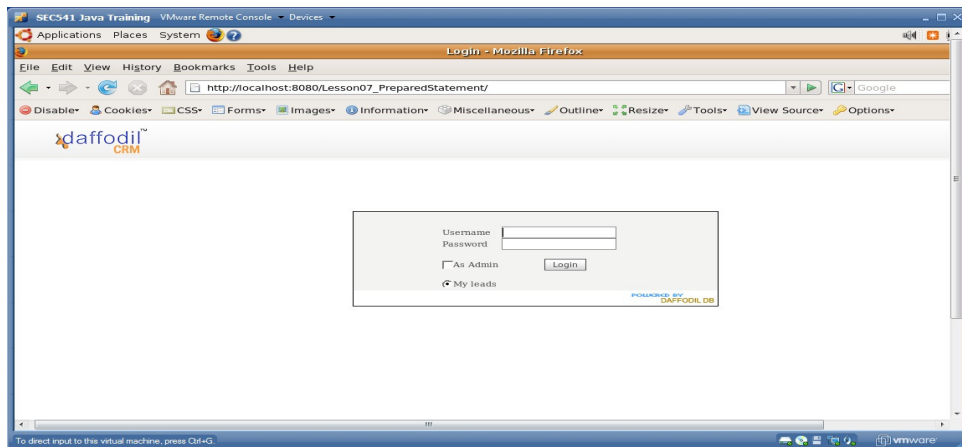 SEC541 Java Training VMware Remote Console Devices
Applications Places System
Login - Mozilla Firefox
File Edit View History Bookmarks Tools Help
http://localhost:8080/Lesson07_PreparedStatement/
Google
Disable Cookies CSS Forms Images Information Miscellaneous Outline Resize Tools View Source Options
daffodil™
CRM
Username
Password
As Admin Login
My leads
POWERED BY
DAFFODIL DB
To direct input to this virtual machine, press Ctrl+G.
vmware